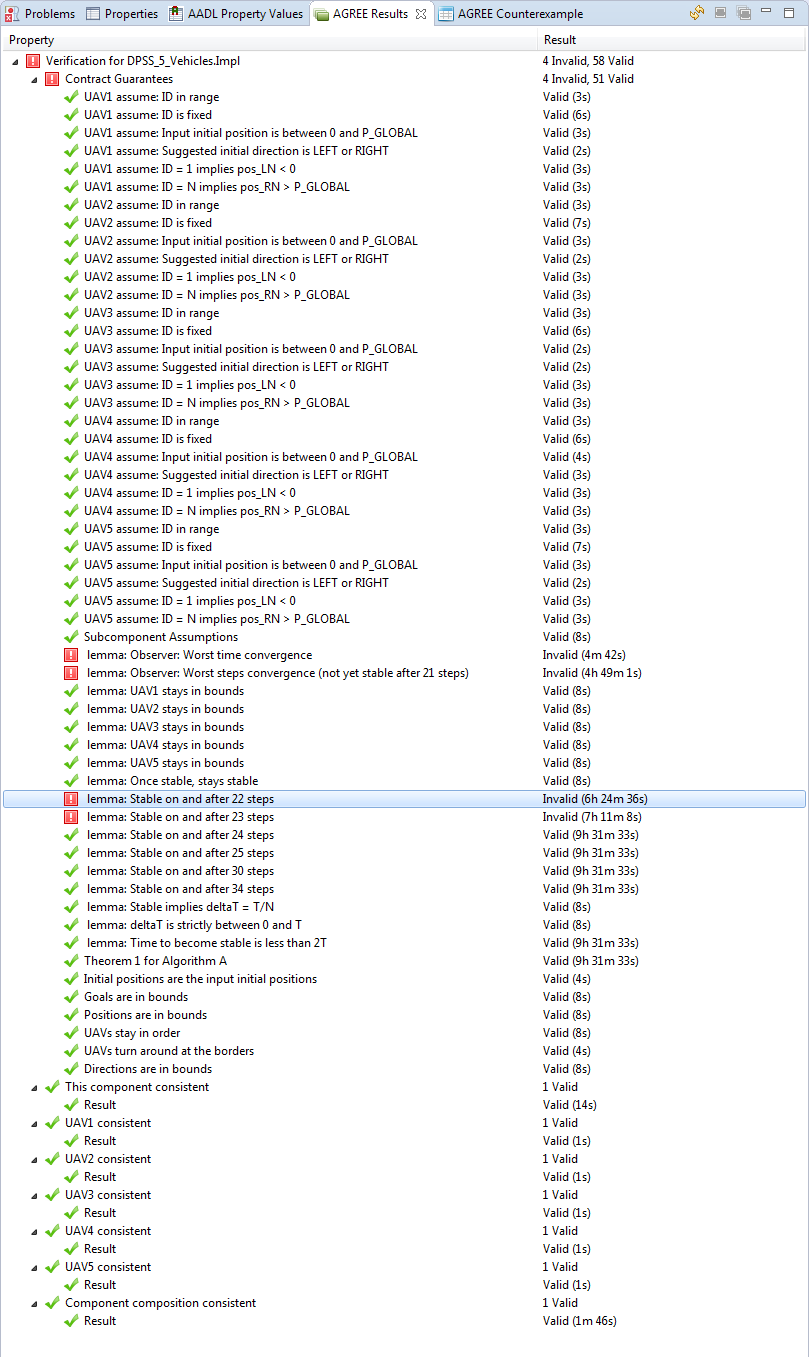 Problems Properties AADL Property Values AGREE Results AGREE Counterexample
Property Result
Verification for DPSS_5_Vehicles.Impl 4 Invalid, 58 Valid
Contract Guarantees 4 Invalid, 51 Valid
UAV1 assume: ID in range Valid (3s)
UAV1 assume: ID is fixed Valid (6s)
UAV1 assume: Input initial position is between 0 and P_GLOBAL Valid (3s)
UAV1 assume: Suggested initial direction is LEFT or RIGHT Valid (2s)
UAV1 assume: ID = 1 implies pos_LN < 0 Valid (3s)
UAV1 assume: ID = N implies pos_RN > P_GLOBAL Valid (3s)
UAV2 assume: ID in range Valid (3s)
UAV2 assume: ID is fixed Valid (7s)
UAV2 assume: Input initial position is between 0 and P_GLOBAL Valid (3s)
UAV2 assume: Suggested initial direction is LEFT or RIGHT Valid (2s)
UAV2 assume: ID = 1 implies pos_LN < 0 Valid (3s)
UAV2 assume: ID = N implies pos_RN > P_GLOBAL Valid (3s)
UAV3 assume: ID in range Valid (3s)
UAV3 assume: ID is fixed Valid (6s)
UAV3 assume: Input initial position is between 0 and P_GLOBAL Valid (2s)
UAV3 assume: Suggested initial direction is LEFT or RIGHT Valid (2s)
UAV3 assume: ID = 1 implies pos_LN < 0 Valid (3s)
UAV3 assume: ID = N implies pos_RN > P_GLOBAL Valid (3s)
UAV4 assume: ID in range Valid (3s)
UAV4 assume: ID is fixed Valid (6s)
UAV4 assume: Input initial position is between 0 and P_GLOBAL Valid (4s)
UAV4 assume: Suggested initial direction is LEFT or RIGHT Valid (3s)
UAV4 assume: ID = 1 implies pos_LN < 0 Valid (3s)
UAV4 assume: ID = N implies pos_RN > P_GLOBAL Valid (3s)
UAV5 assume: ID in range Valid (3s)
UAV5 assume: ID is fixed Valid (7s)
UAV5 assume: Input initial position is between 0 and P_GLOBAL Valid (3s)
UAV5 assume: Suggested initial direction is LEFT or RIGHT Valid (2s)
UAV5 assume: ID = 1 implies pos_LN < 0 Valid (3s)
UAV5 assume: ID = N implies pos_RN > P_GLOBAL Valid (3s)
Subcomponent Assumptions Valid (8s)
lemma: Observer: Worst time convergence Invalid (4m 42s)
lemma: Observer: Worst steps convergence (not yet stable after 21 steps) Invalid (4h 49m 1s)
lemma: UAV1 stays in bounds Valid (8s)
lemma: UAV2 stays in bounds Valid (8s)
lemma: UAV3 stays in bounds Valid (8s)
lemma: UAV4 stays in bounds Valid (8s)
lemma: UAV5 stays in bounds Valid (8s)
lemma: Once stable, stays stable Valid (8s)
lemma: Stable on and after 22 steps Invalid (6h 24m 36s)
lemma: Stable on and after 23 steps Invalid (7h 11m 8s)
lemma: Stable on and after 24 steps Valid (9h 31m 33s)
lemma: Stable on and after 25 steps Valid (9h 31m 33s)
lemma: Stable on and after 30 steps Valid (9h 31m 33s)
lemma: Stable on and after 34 steps Valid (9h 31m 33s)
lemma: Stable implies deltaT = T/N Valid (8s)
lemma: deltaT is strictly between 0 and T Valid (8s)
lemma: Time to become stable is less than 2T Valid (9h 31m 33s)
Theorem 1 for Algorithm A Valid (9h 31m 33s)
Initial positions are the input initial positions Valid (4s)
Goals are in bounds Valid (8s)
Positions are in bounds Valid (8s)
UAVs stay in order Valid (8s)
UAVs turn around at the borders Valid (4s)
Directions are in bounds Valid (8s)
This component consistent 1 Valid
Result Valid (14s)
UAV1 consistent 1 Valid
Result Valid (1s)
UAV2 consistent 1 Valid
Result Valid (1s)
UAV3 consistent 1 Valid
Result Valid (1s)
UAV4 consistent 1 Valid
Result Valid (1s)
UAV5 consistent 1 Valid
Result Valid (1s)
Component composition consistent 1 Valid
Result Valid (1m 46s)